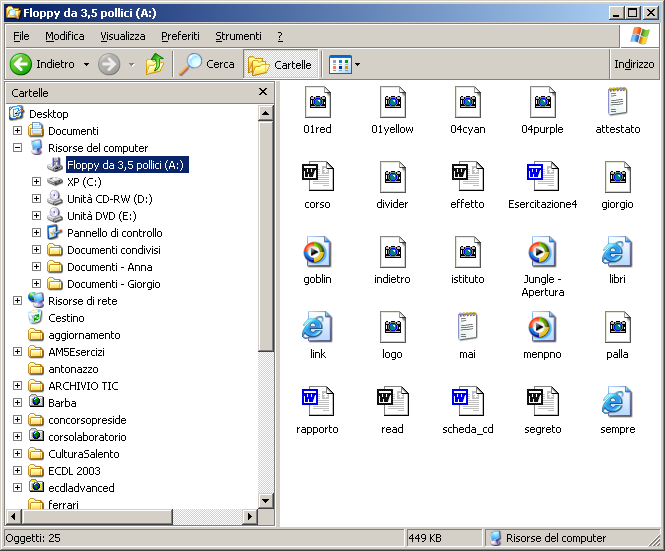 Floppy da 3,5 pollici (A:)
File Modifica Visualizza Preferiti Strumenti ?
Indietro Cerca Cartelle Indirizzo
Cartelle
Desktop
Documenti
Risorse del computer
Floppy da 3,5 pollici (A:)
XP (C:)
Unità CD-RW (D:)
Unità DVD (E:)
Pannello di controllo
Documenti condivisi
Documenti - Anna
Documenti - Giorgio
Risorse di rete
Cestino
aggiornamento
AM5Esercizi
antonazzo
ARCHIVIO TIC
Barba
concorsopreside
corsolaboratorio
CulturaSalento
ECDL 2003
ecdladvanced
ferrari
01red 01yellow 04cyan 04purple attestato
corso divider effetto Esercitazione4 giorgio
goblin indietro istituto Jungle - Apertura libri
link logo mai menpno palla
rapporto read scheda_cd segreto sempre
Oggetti: 25 449 KB Risorse del computer